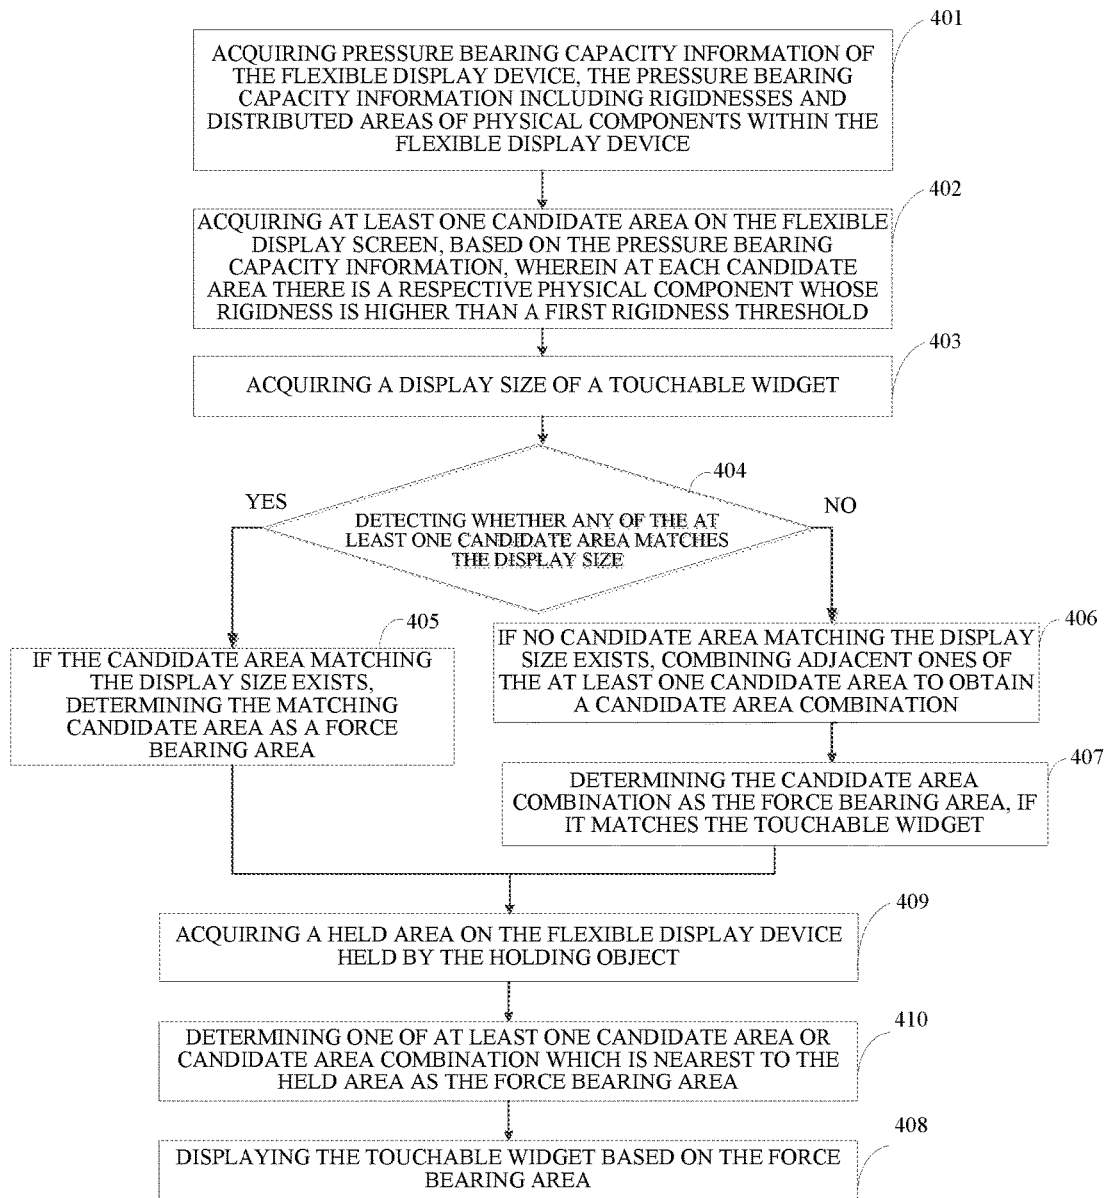 401
ACQUIRING PRESSURE BEARING CAPACITY INFORMATION OF
THE FLEXIBLE DISPLAY DEVICE, THE PRESSURE BEARING
CAPACITY INFORMATION INCLUDING RIGIDNESSES AND
DISTRIBUTED AREAS OF PHYSICAL COMPONENTS WITHIN THE
FLEXIBLE DISPLAY DEVICE
402
ACQUIRING AT LEAST ONE CANDIDATE AREA ON THE FLEXIBLE
DISPLAY SCREEN, BASED ON THE PRESSURE BEARING
CAPACITY INFORMATION, WHEREIN AT EACH CANDIDATE
AREA THERE IS A RESPECTIVE PHYSICAL COMPONENT WHOSE
RIGIDNESS IS HIGHER THAN A FIRST RIGIDNESS THRESHOLD
403
ACQUIRING A DISPLAY SIZE OF A TOUCHABLE WIDGET
404
YES
NO
DETECTING WHETHER ANY OF THE AT
LEAST ONE CANDIDATE AREA MATCHES
THE DISPLAY SIZE
405
IF THE CANDIDATE AREA MATCHING
THE DISPLAY SIZE EXISTS,
DETERMINING THE MATCHING
CANDIDATE AREA AS A FORCE
BEARING AREA
406
IF NO CANDIDATE AREA MATCHING THE DISPLAY
SIZE EXISTS, COMBINING ADJACENT ONES OF
THE AT LEAST ONE CANDIDATE AREA TO OBTAIN
A CANDIDATE AREA COMBINATION
407
DETERMINING THE CANDIDATE AREA
COMBINATION AS THE FORCE BEARING AREA, IF
IT MATCHES THE TOUCHABLE WIDGET
409
ACQUIRING A HELD AREA ON THE FLEXIBLE DISPLAY DEVICE
HELD BY THE HOLDING OBJECT
410
DETERMINING ONE OF AT LEAST ONE CANDIDATE AREA OR
CANDIDATE AREA COMBINATION WHICH IS NEAREST TO THE
HELD AREA AS THE FORCE BEARING AREA
408
DISPLAYING THE TOUCHABLE WIDGET BASED ON THE FORCE
BEARING AREA